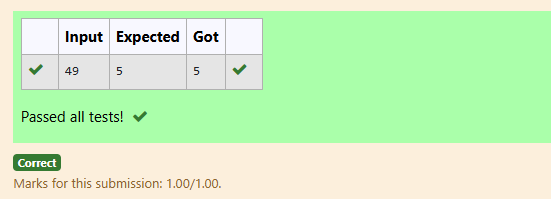 Input Expected Got
49 5 5
Passed all tests!
Correct
Marks for this submission: 1.00/1.00.